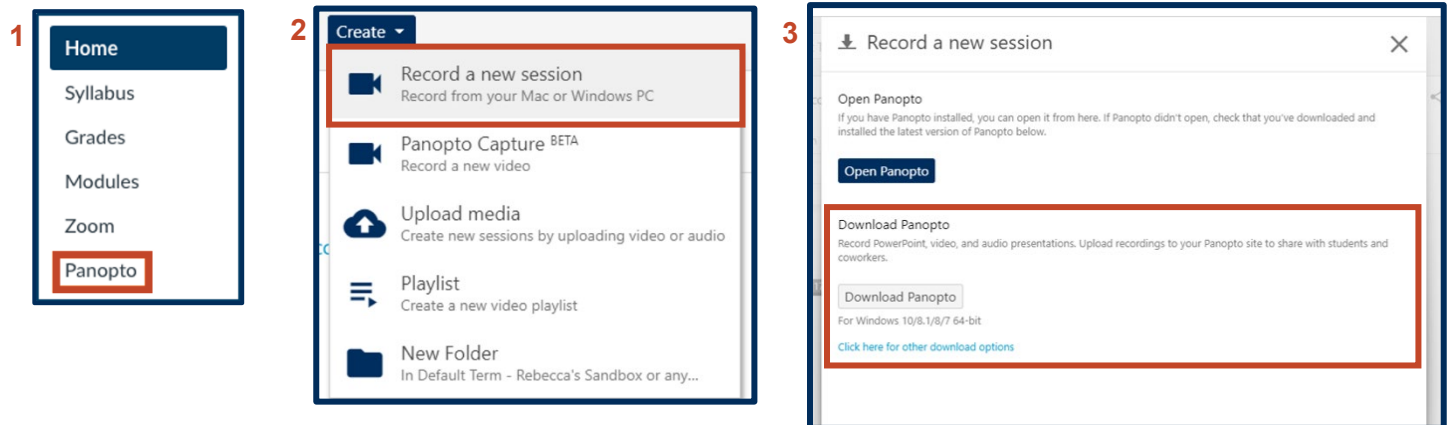 1
Home
Syllabus
Grades
Modules
Zoom
Panopto
2
Create
Record a new session
Record from your Mac or Windows PC
Panopto Capture BETA
Record a new video
Upload media
Create new sessions by uploading video or audio
Playlist
Create a new video playlist
New Folder
In Default Term - Rebecca's Sandbox or any...
3
Record a new session
Open Panopto
If you have Panopto installed, you can open it from here. If Panopto didn't open, check that you've downloaded and
installed the latest version of Panopto below.
Open Panopto
Download Panopto
Record PowerPoint, video, and audio presentations. Upload recordings to your Panopto site to share with students and
coworkers.
Download Panopto
For Windows 10/8.1/8/7 64-bit
Click here for other download options